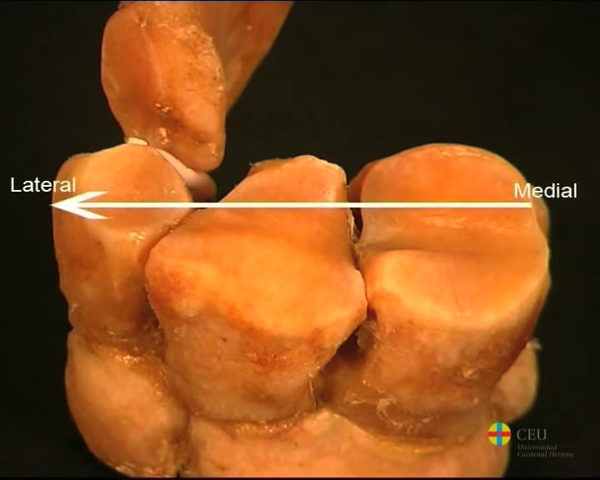 Lateral
Medial
CEU
Universidad
Cardenal Herrera